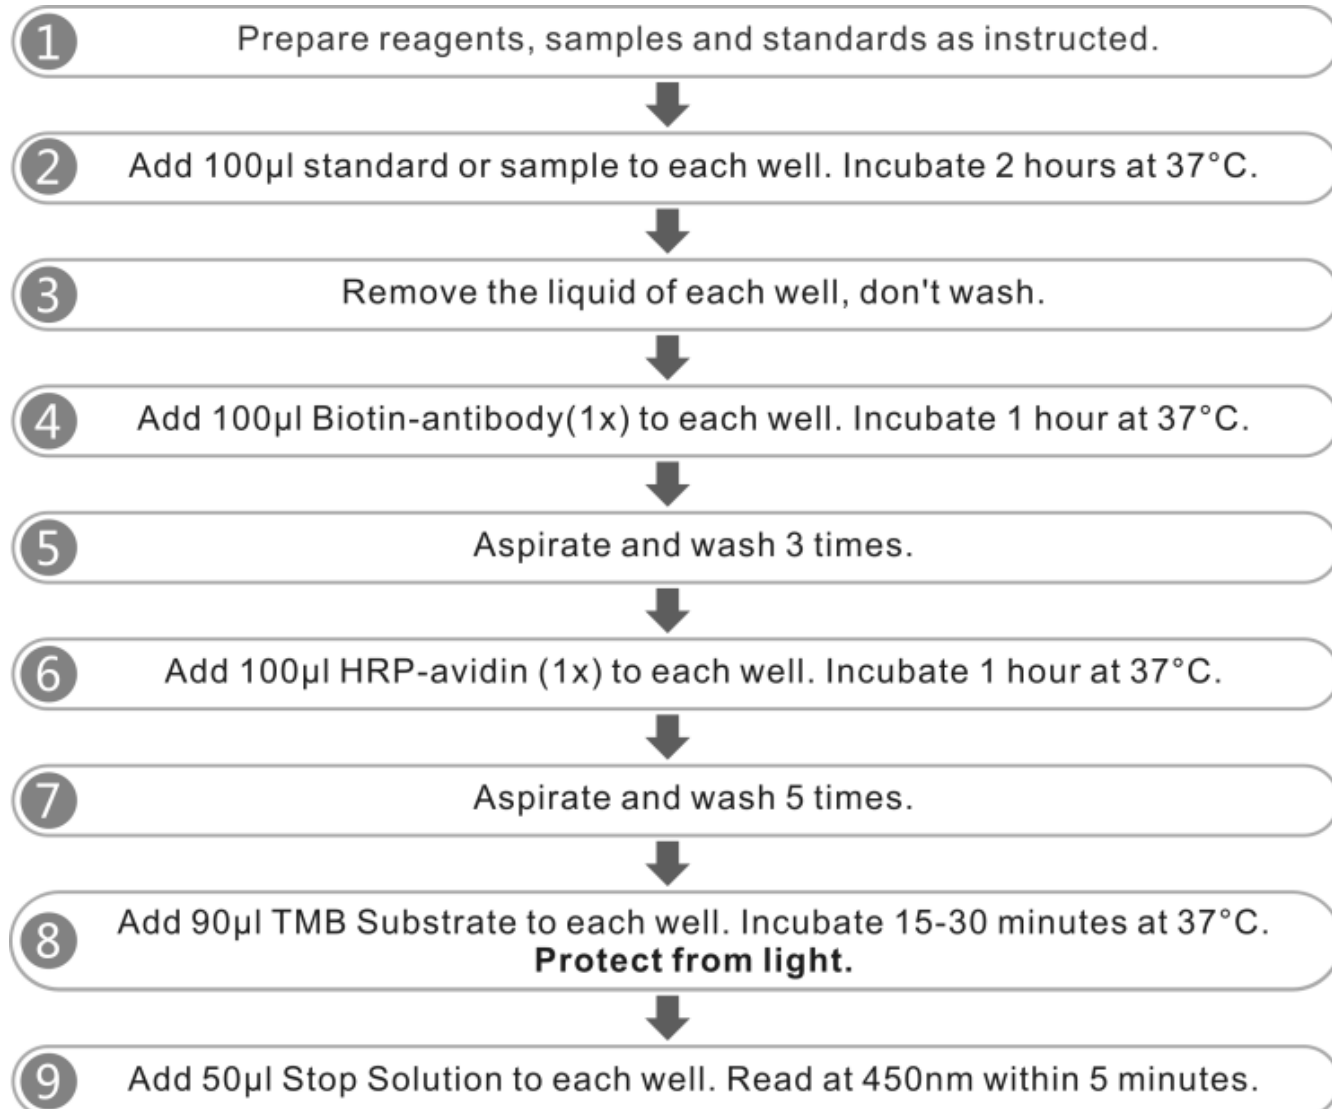 1 Prepare reagents, samples and standards as instructed.
2 Add 100µl standard or sample to each well. Incubate 2 hours at 37°C.
3 Remove the liquid of each well, don't wash.
4 Add 100µl Biotin-antibody(1x) to each well. Incubate 1 hour at 37°C.
5 Aspirate and wash 3 times.
6 Add 100µl HRP-avidin (1x) to each well. Incubate 1 hour at 37°C.
7 Aspirate and wash 5 times.
8 Add 90µl TMB Substrate to each well. Incubate 15-30 minutes at 37°C.
Protect from light.
9 Add 50µl Stop Solution to each well. Read at 450nm within 5 minutes.